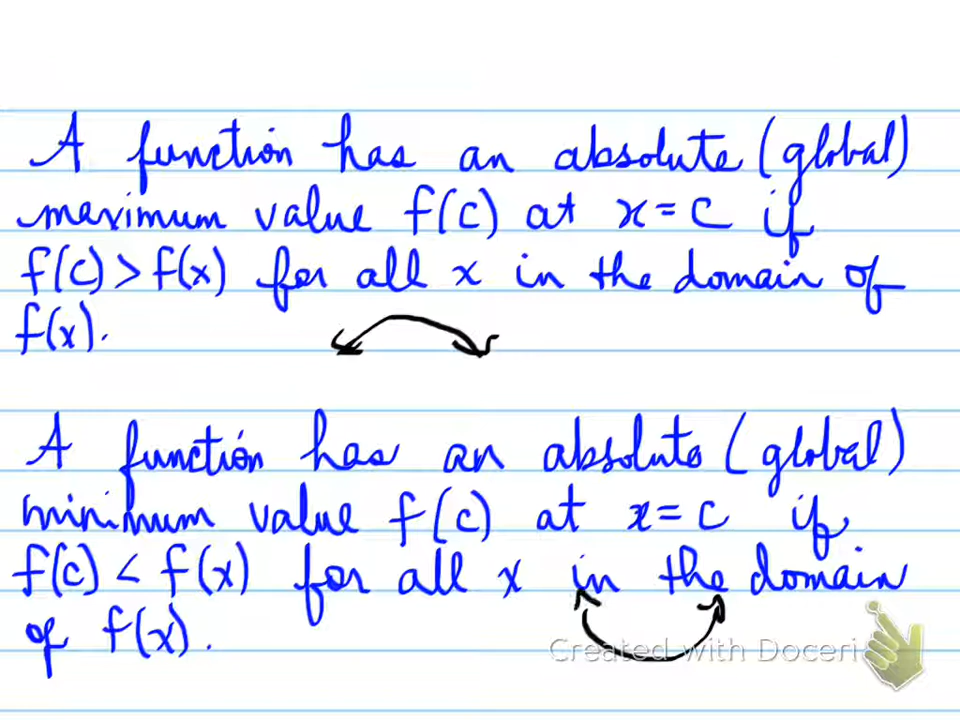 A function has an absolute (global)
maximum value f(c) at x = c if
f(c) > f(x) for all x in the domain of
f(x).
A function has an absolute (global)
minimum value f(c) at x = c if
f(c) < f(x) for all x in the domain
of f(x).
Created with Doceri